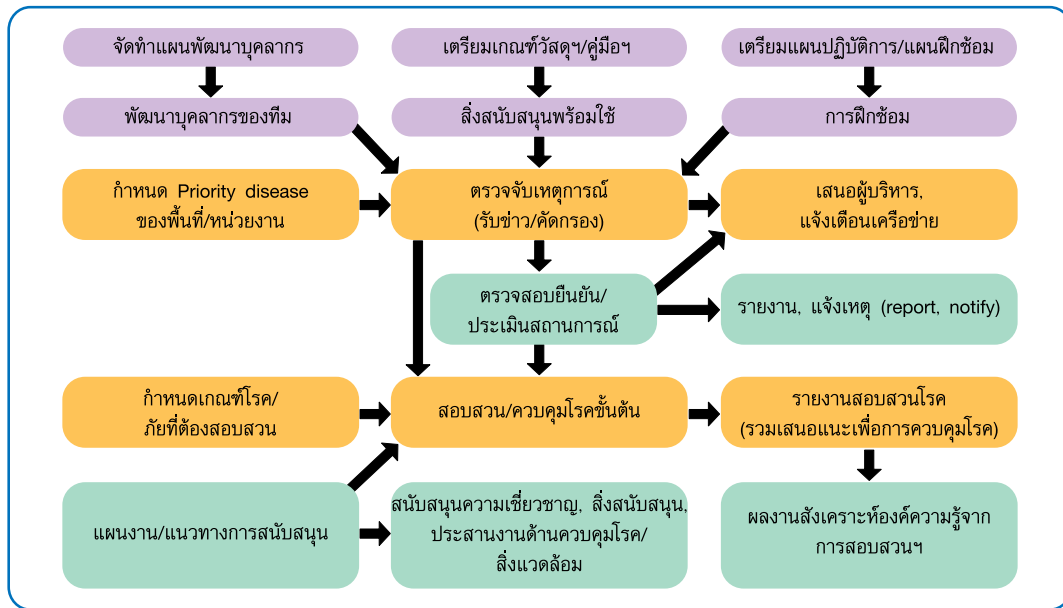 จัดทำแผนพัฒนาบุคลากร
เตรียมเกณฑ์วัสดุฯ/คู่มือฯ
เตรียมแผนปฏิบัติการ/แผนฝึกซ้อม
พัฒนาบุคลากรของทีม
สิ่งสนับสนุนพร้อมใช้
การฝึกซ้อม
กำหนด Priority disease
ของพื้นที่/หน่วยงาน
ตรวจจับเหตุการณ์
(รับข่าว/คัดกรอง)
เสนอผู้บริหาร,
แจ้งเตือนเครือข่าย
ตรวจสอบยืนยัน/
ประเมินสถานการณ์
รายงาน, แจ้งเหตุ (report, notify)
กำหนดเกณฑ์โรค/
ภัยที่ต้องสอบสวน
สอบสวน/ควบคุมโรคขั้นต้น
รายงานสอบสวนโรค
(รวมเสนอแนะเพื่อการควบคุมโรค)
แผนงาน/แนวทางการสนับสนุน
สนับสนุนความเชี่ยวชาญ, สิ่งสนับสนุน,
ประสานงานด้านควบคุมโรค/
สิ่งแวดล้อม
ผลงานสังเคราะห์องค์ความรู้จาก
การสอบสวนฯ